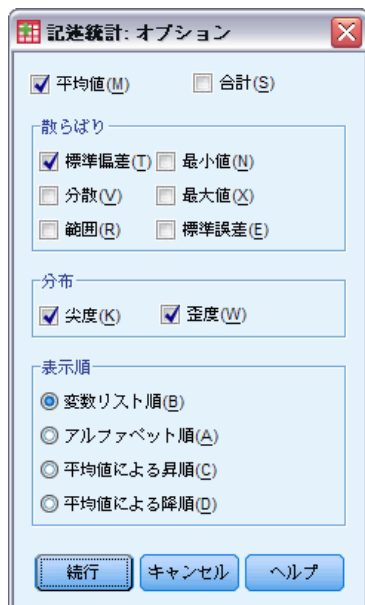 記述統計: オプション
平均値(M) 合計(S)
散らばり
標準偏差(T) 最小値(N)
分散(V) 最大値(X)
範囲(R) 標準誤差(E)
分布
尖度(K) 歪度(W)
表示順
変数リスト順(B)
アルファベット順(A)
平均値による昇順(C)
平均値による降順(D)
続行 キャンセル ヘルプ